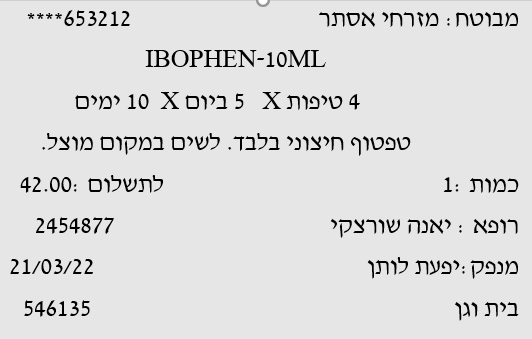 מבוטח: מזרחי אסתר 653212****
IBOPHEN-10ML
4 טיפות X 5 ביום X 10 ימים
טפטוף חיצוני בלבד. לשים במקום מוצל.
כמות :1 לתשלום :42.00
רופא : יאנה שורצקי 2454877
מנפק :יפעת לותן 21/03/22
בית וגן 546135